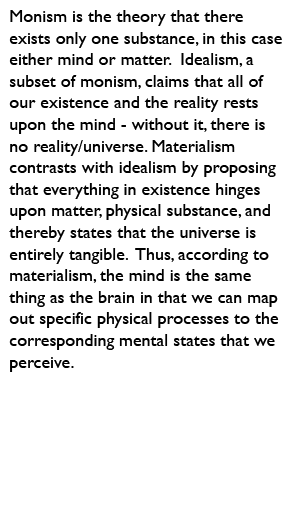 Monism is the theory that there
exists only one substance, in this case
either mind or matter.  Idealism, a
subset of monism, claims that all of
our existence and the reality rests
upon the mind - without it, there is
no reality/universe. Materialism
contrasts with idealism by proposing
that everything in existence hinges
upon matter, physical substance, and
thereby states that the universe is
entirely tangible.  Thus, according to
materialism, the mind is the same
thing as the brain in that we can map
out specific physical processes to the
corresponding mental states that we
perceive.